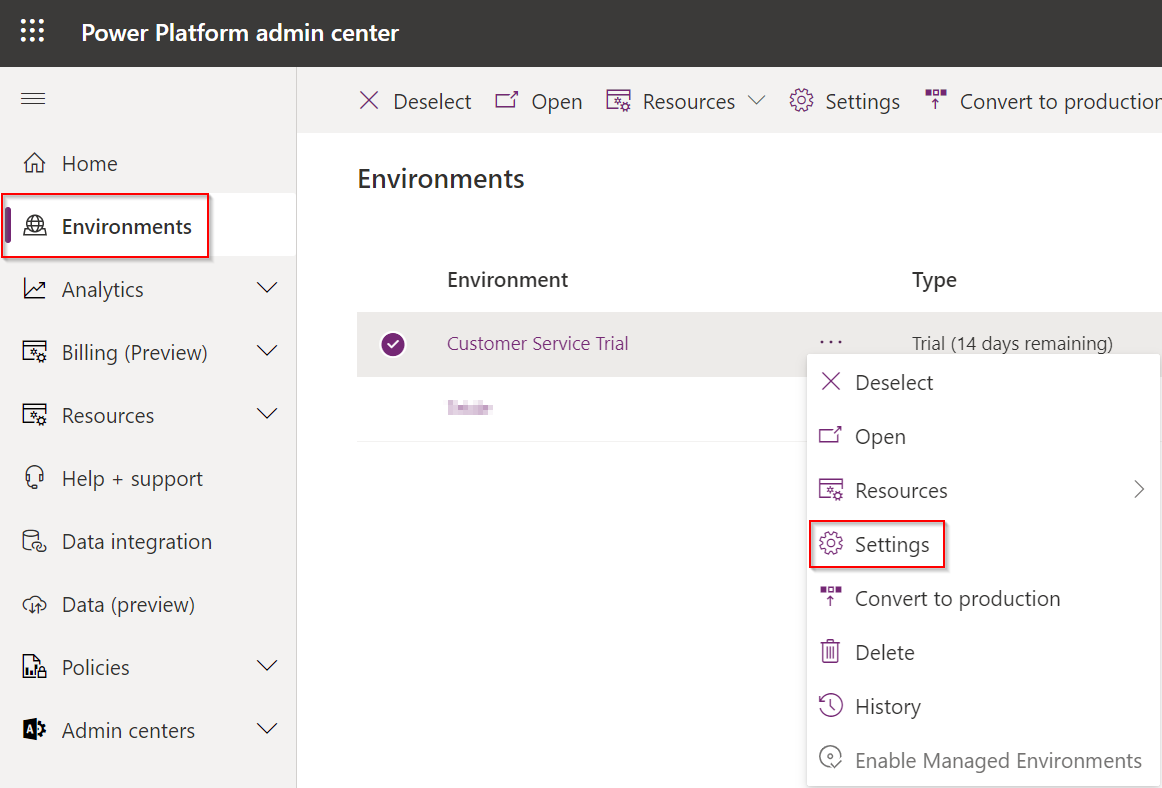 Power Platform admin center
Deselect Open Resources Settings Convert to production
Home
Environments
Analytics
Billing (Preview)
Resources
Help + support
Data integration
Data (preview)
Policies
Admin centers
Environments
Environment Type
Customer Service Trial ··· Trial (14 days remaining)
Deselect
Open
Resources
Settings
Convert to production
Delete
History
Enable Managed Environments